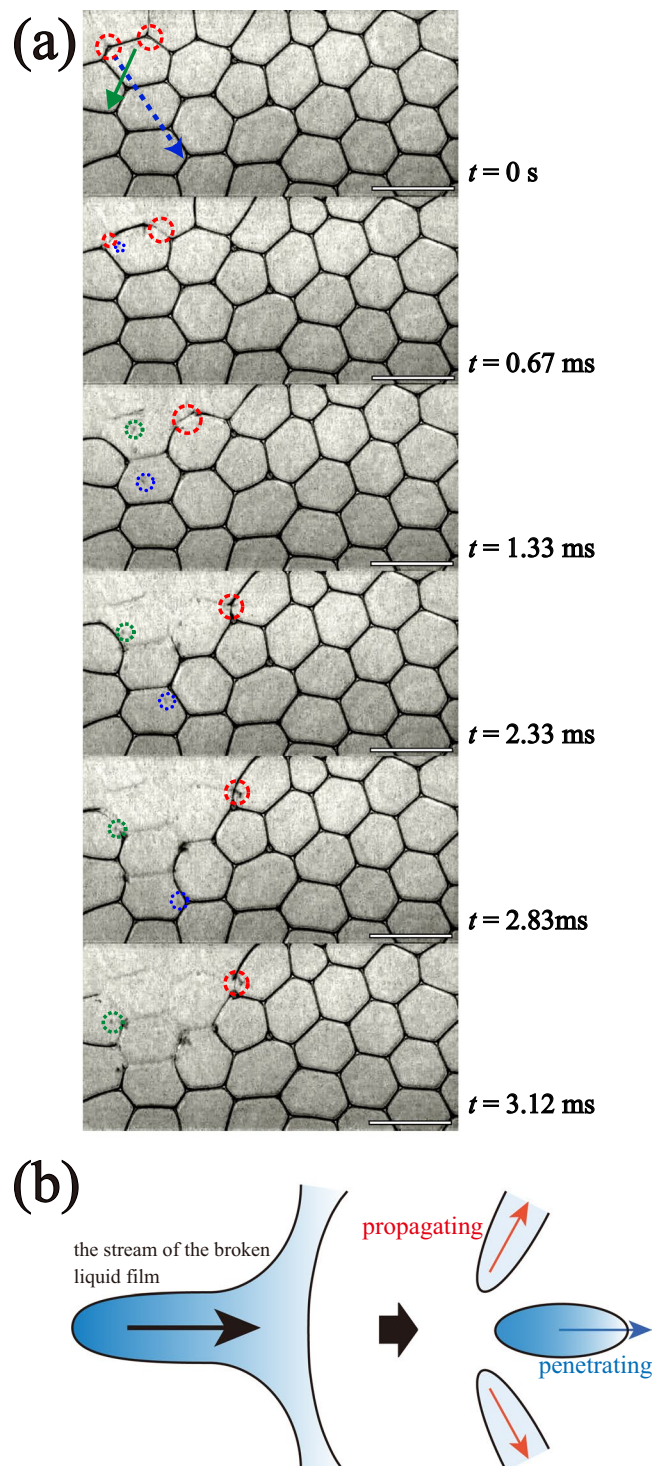 (a)
t = 0 s
t = 0.67 ms
t = 1.33 ms
t = 2.33 ms
t = 2.83ms
t = 3.12 ms
(b)
the stream of the broken
liquid film
propagating
penetrating